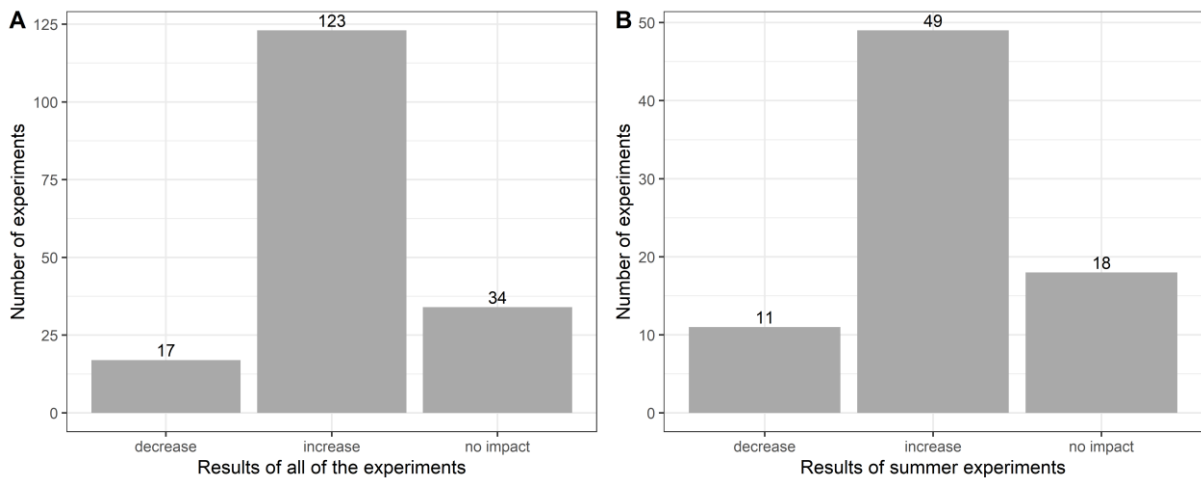 A
Number of experiments
125
100
75
50
25
0
123
17
34
decrease increase no impact
Results of all of the experiments
B
Number of experiments
50
40
30
20
10
0
49
11
18
decrease increase no impact
Results of summer experiments